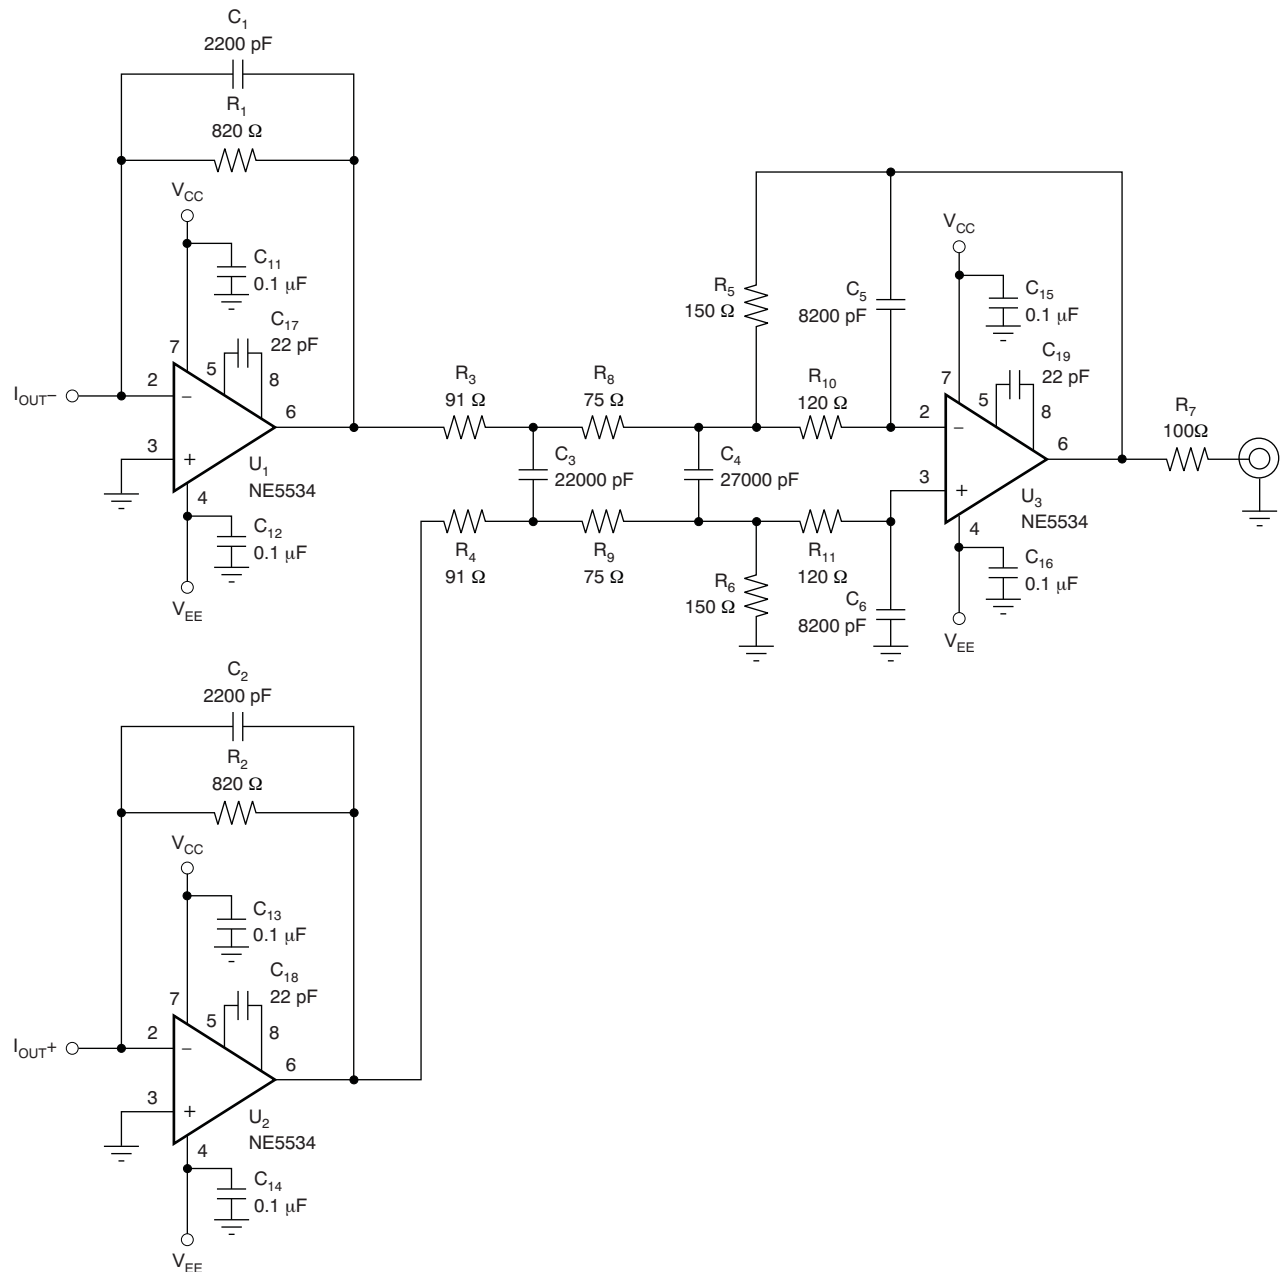 C1
2200 pF
R1
820 Ω
VCC
C11
0.1 μF
C17
22 pF
7
5
8
IOUT–
2
–
6
3
+
U1
NE5534
4
C12
0.1 μF
VEE
R3
91 Ω
R8
75 Ω
C3
22000 pF
C4
27000 pF
R4
91 Ω
R9
75 Ω
R5
150 Ω
C5
8200 pF
R10
120 Ω
R11
120 Ω
R6
150 Ω
C6
8200 pF
VCC
C15
0.1 μF
C19
22 pF
7
5
8
2
–
6
3
+
U3
NE5534
4
C16
0.1 μF
VEE
R7
100Ω
C2
2200 pF
R2
820 Ω
VCC
C13
0.1 μF
C18
22 pF
7
5
8
IOUT+
2
–
6
3
+
U2
NE5534
4
C14
0.1 μF
VEE